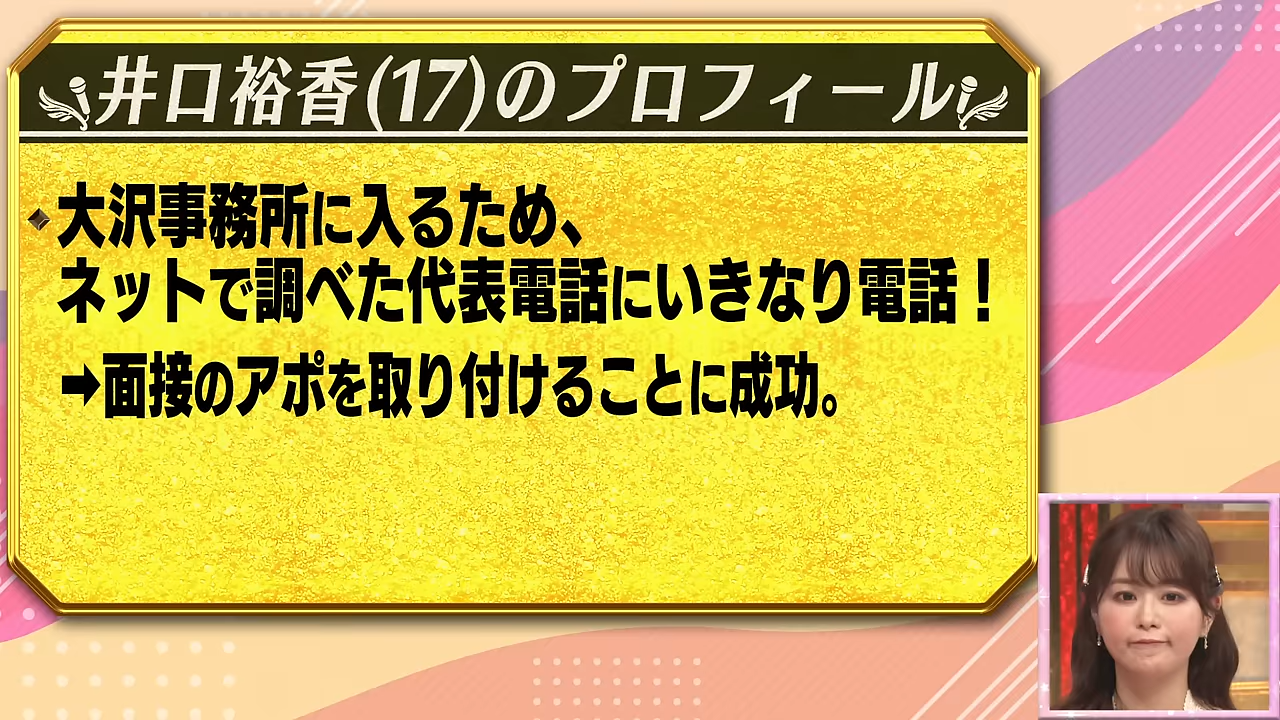 井口裕香(17)のプロフィール
大沢事務所に入るため、
ネットで調べた代表電話にいきなり電話！
➡面接のアポを取り付けることに成功。